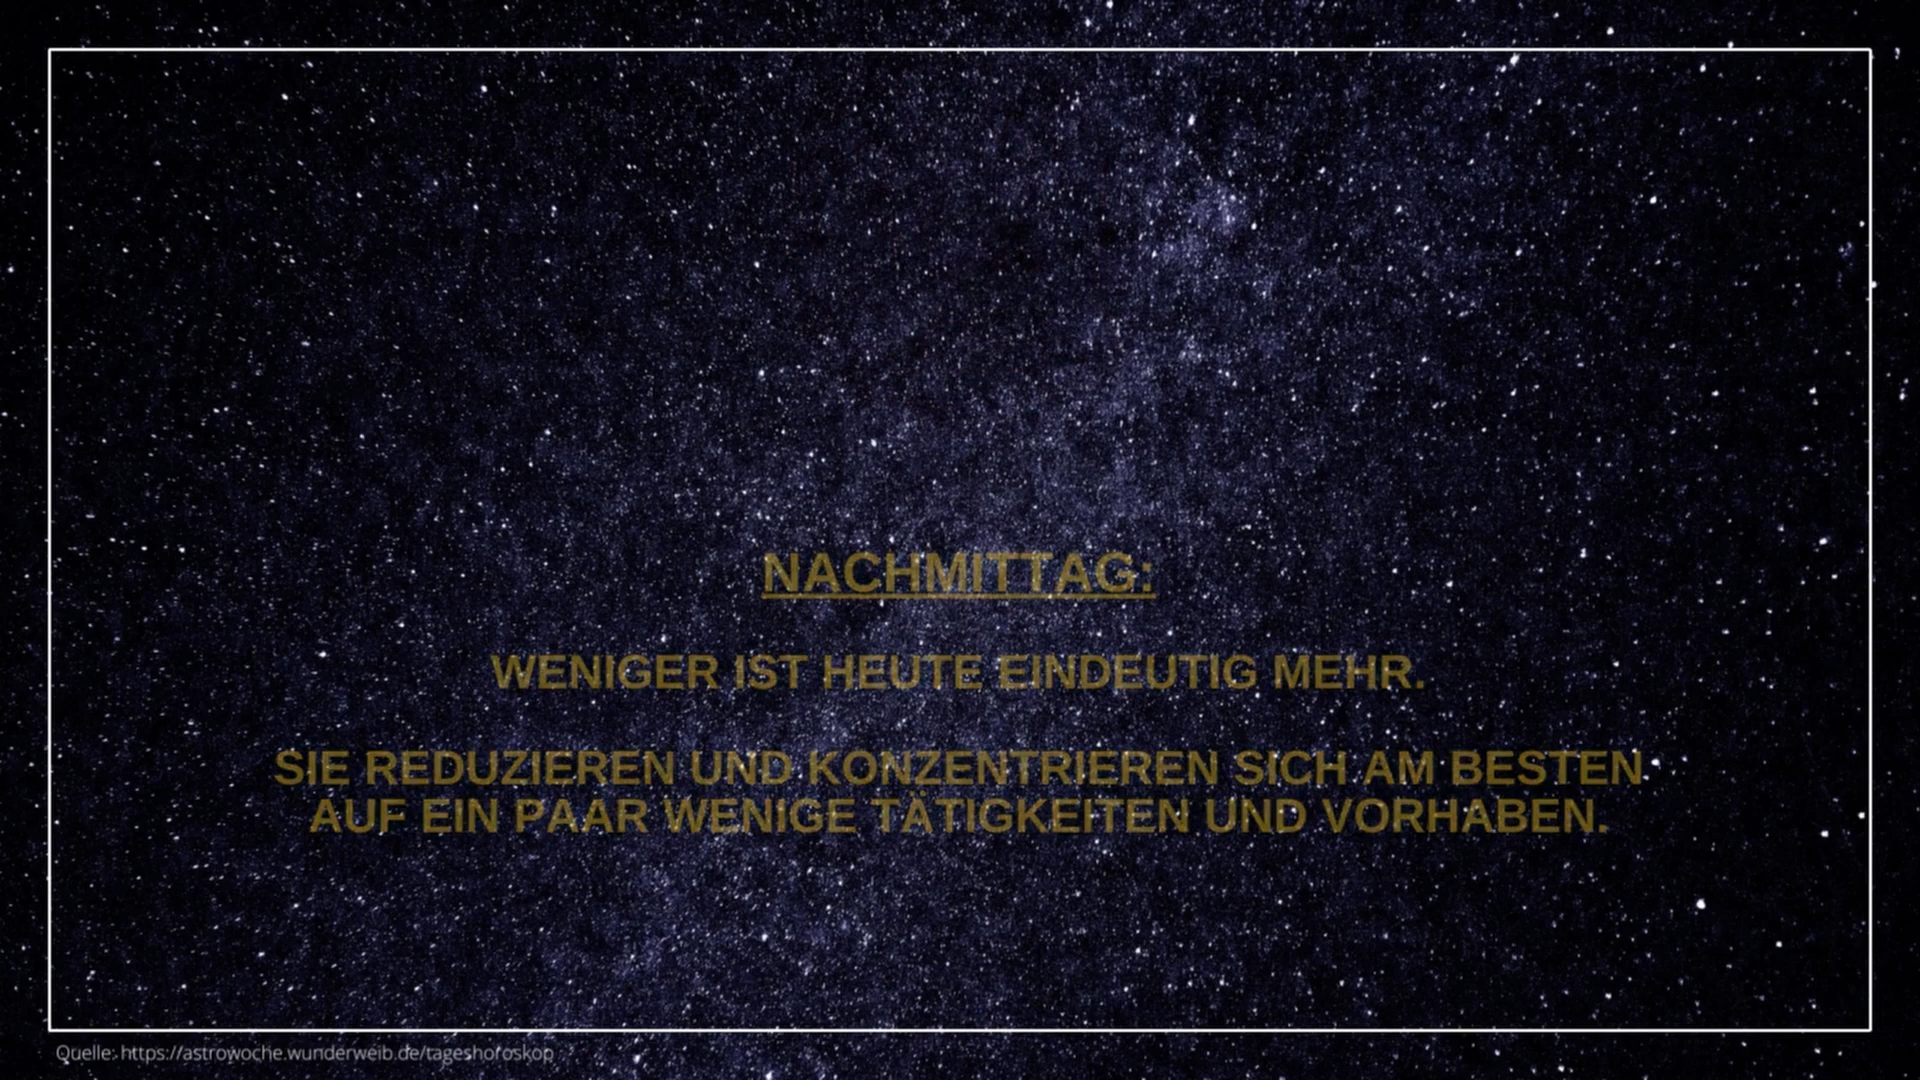 NACHMITTAG:
WENIGER IST HEUTE EINDEUTIG MEHR.
SIE REDUZIEREN UND KONZENTRIEREN SICH AM BESTEN
AUF EIN PAAR WENIGE TÄTIGKEITEN UND VORHABEN.
Quelle: https://astrowoche.wunderweib.de/tageshoroskop